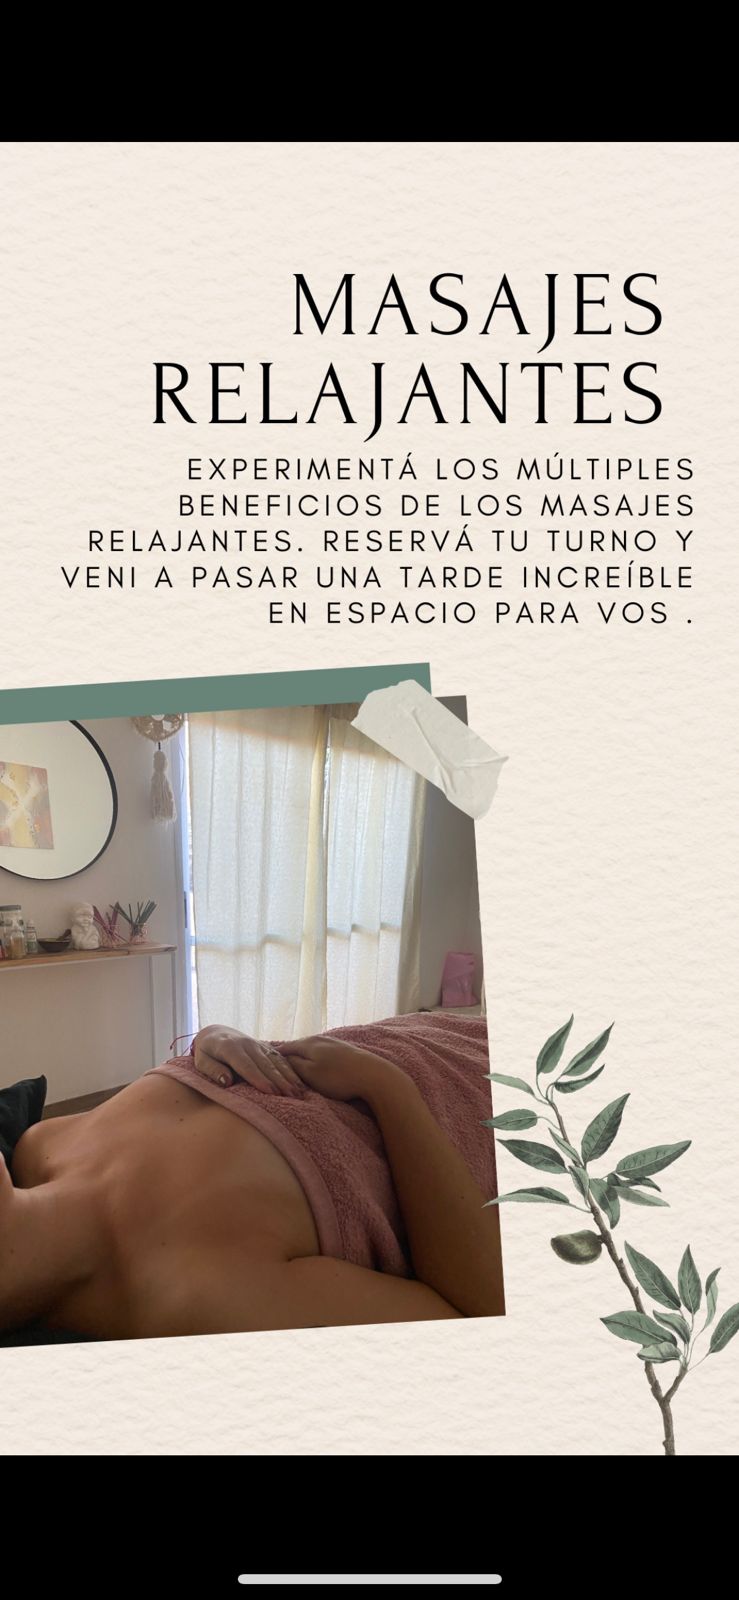 MASAJES
RELAJANTES
EXPERIMENTÁ LOS MÚLTIPLES
BENEFICIOS DE LOS MASAJES
RELAJANTES. RESERVÁ TU TURNO Y
VENI A PASAR UNA TARDE INCREÍBLE
EN ESPACIO PARA VOS .